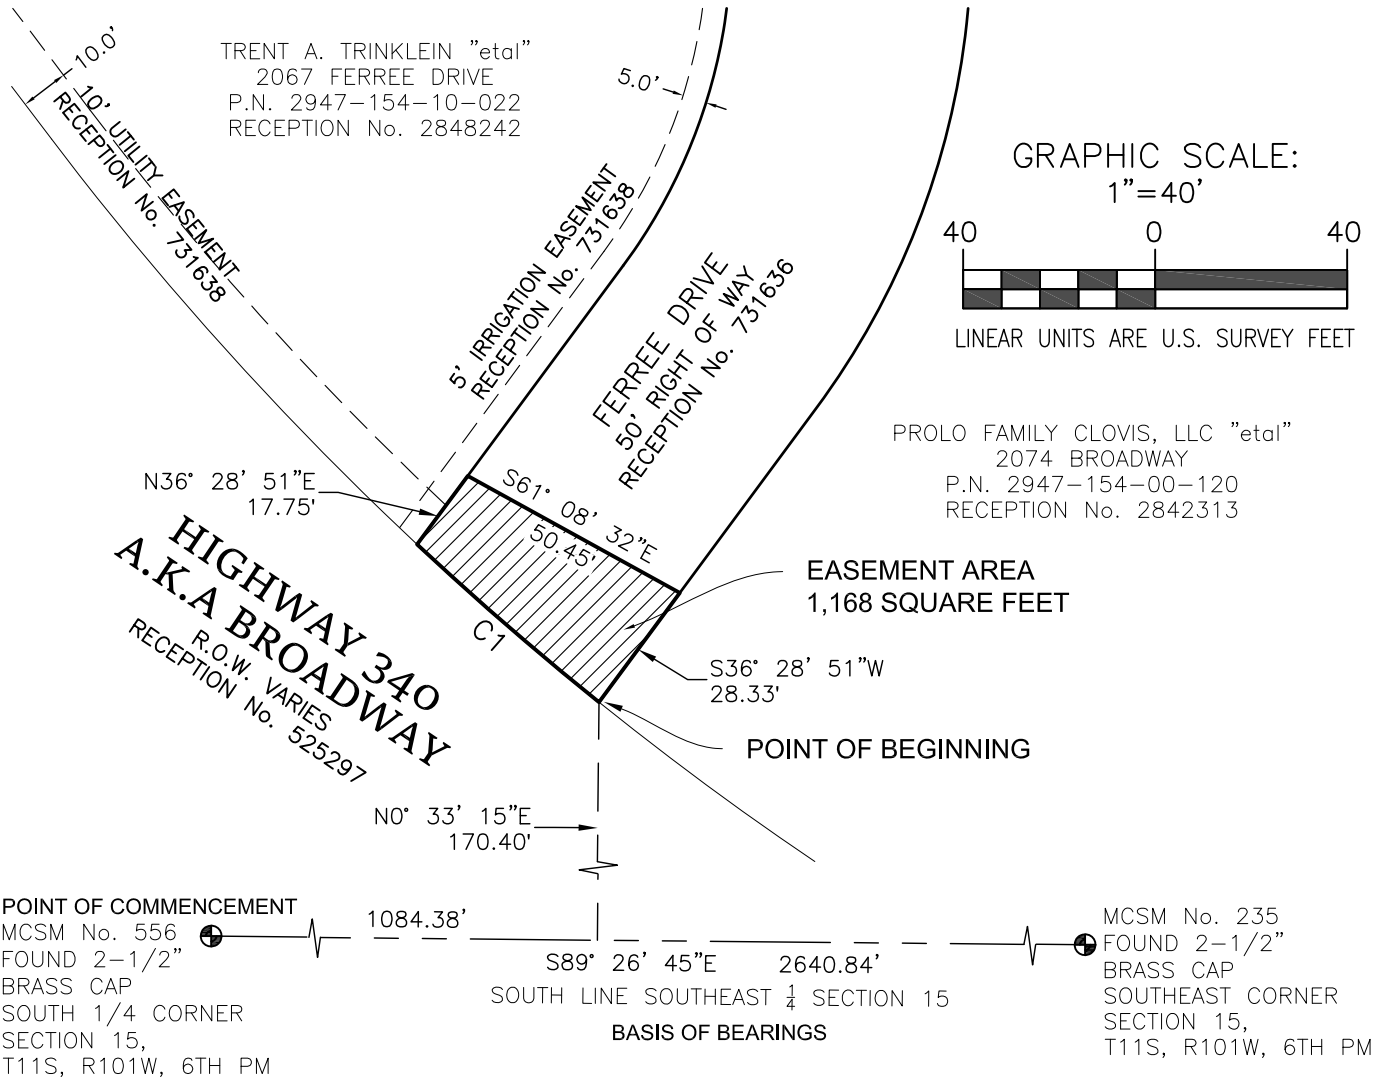 10.0'
10' UTILITY EASEMENT
RECEPTION No. 731638
TRENT A. TRINKLEIN "etal"
2067 FERREE DRIVE
P.N. 2947-154-10-022
RECEPTION No. 2848242
5.0'
5' IRRIGATION EASEMENT
RECEPTION No. 731638
FERREE DRIVE
50' RIGHT OF WAY
RECEPTION No. 731636
GRAPHIC SCALE:
1"=40'
40 0 40
LINEAR UNITS ARE U.S. SURVEY FEET
PROLO FAMILY CLOVIS, LLC "etal"
2074 BROADWAY
P.N. 2947-154-00-120
RECEPTION No. 2842313
N36° 28' 51"E
17.75'
S61° 08' 32"E
50.45'
EASEMENT AREA
1,168 SQUARE FEET
C1
HIGHWAY 340
A.K.A BROADWAY
R.O.W. VARIES
RECEPTION No. 525297
S36° 28' 51"W
28.33'
POINT OF BEGINNING
N0° 33' 15"E
170.40'
POINT OF COMMENCEMENT
MCSM No. 556
FOUND 2-1/2"
BRASS CAP
SOUTH 1/4 CORNER
SECTION 15,
T11S, R101W, 6TH PM
1084.38'
S89° 26' 45"E 2640.84'
SOUTH LINE SOUTHEAST 1/4 SECTION 15
BASIS OF BEARINGS
MCSM No. 235
FOUND 2-1/2"
BRASS CAP
SOUTHEAST CORNER
SECTION 15,
T11S, R101W, 6TH PM